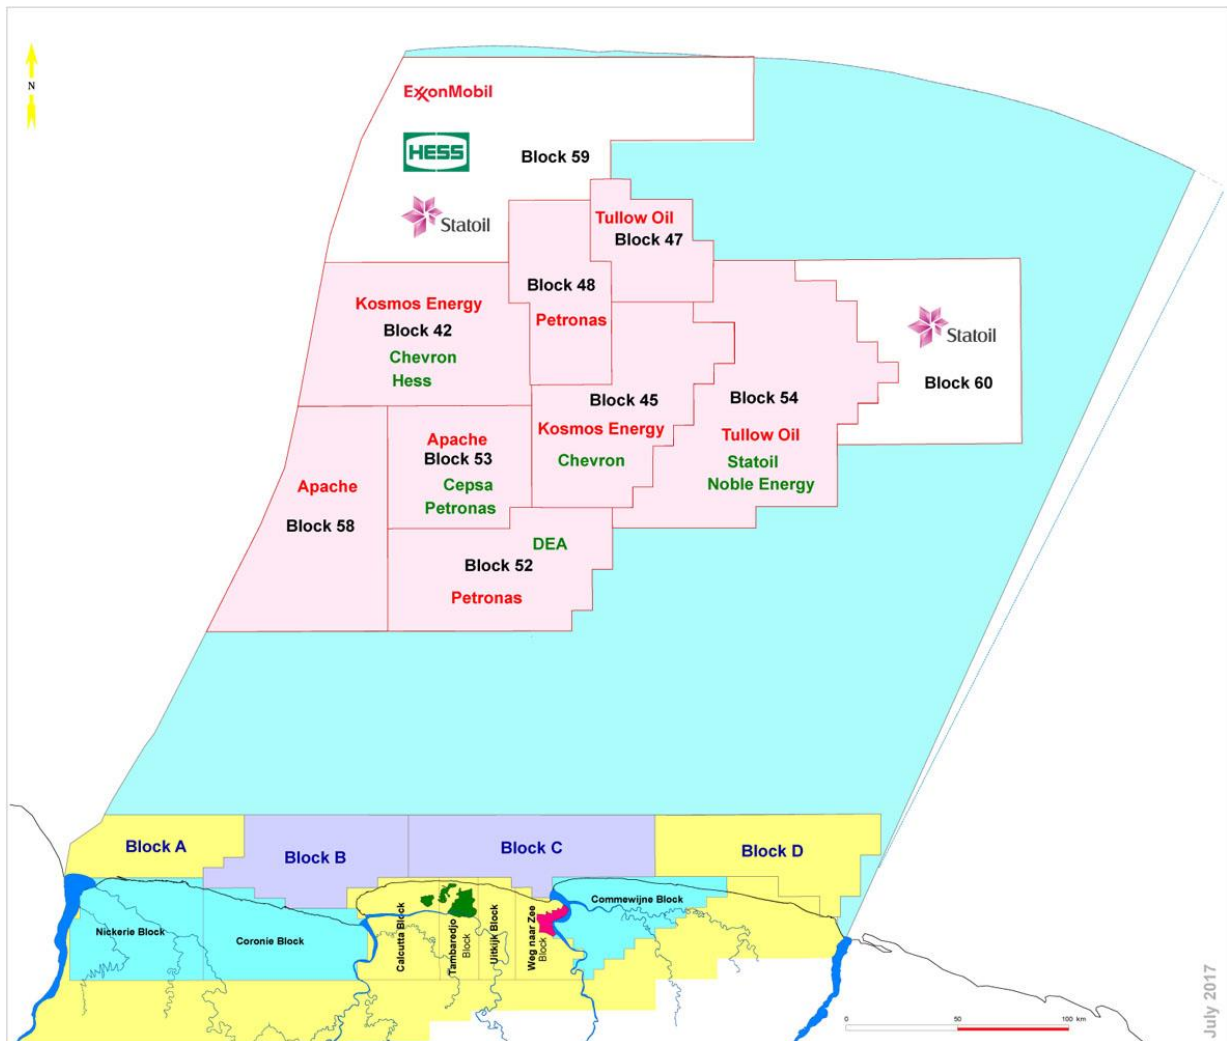 N
ExxonMobil
HESS
Block 59
Statoil
Tullow Oil
Block 47
Block 48
Petronas
Kosmos Energy
Block 42
Chevron
Hess
Statoil
Block 60
Block 45
Kosmos Energy
Chevron
Block 54
Tullow Oil
Statoil
Noble Energy
Apache
Block 53
Cepsa
Petronas
Apache
Block 58
DEA
Block 52
Petronas
Block A
Block B
Block C
Block D
Nickerie Block
Coronie Block
Calcutta Block
Tambaredjo
Block
Uitkijk Block
Weg naar Zee
Block
Commewijne Block
0 50 100 km
July 2017